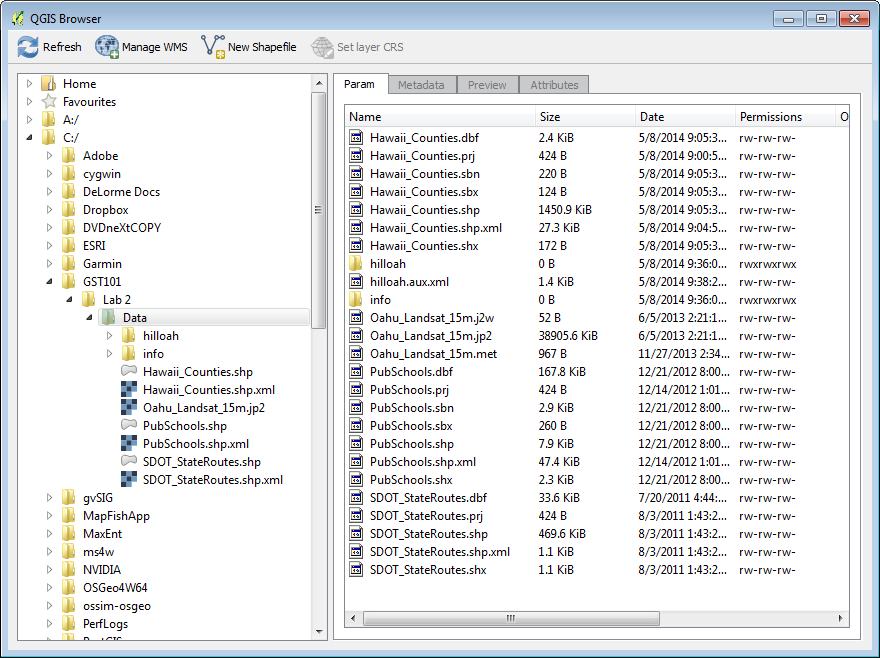 QGIS Browser
Refresh Manage WMS New Shapefile Set layer CRS
Home
Favourites
A:/
C:/
Adobe
cygwin
DeLorme Docs
Dropbox
DVDneXtCOPY
ESRI
Garmin
GST101
Lab 2
Data
hilloah
info
Hawaii_Counties.shp
Hawaii_Counties.shp.xml
Oahu_Landsat_15m.jp2
PubSchools.shp
PubSchools.shp.xml
SDOT_StateRoutes.shp
SDOT_StateRoutes.shp.xml
gvSIG
MapFishApp
MaxEnt
ms4w
NVIDIA
OSGeo4W64
ossim-osgeo
PerfLogs
Param Metadata Preview Attributes
Name Size Date Permissions O
Hawaii_Counties.dbf 2.4 KiB 5/8/2014 9:05:3... rw-rw-rw-
Hawaii_Counties.prj 424 B 5/8/2014 9:00:5... rw-rw-rw-
Hawaii_Counties.sbn 220 B 5/8/2014 9:05:3... rw-rw-rw-
Hawaii_Counties.sbx 124 B 5/8/2014 9:05:3... rw-rw-rw-
Hawaii_Counties.shp 1450.9 KiB 5/8/2014 9:05:3... rw-rw-rw-
Hawaii_Counties.shp.xml 27.3 KiB 5/8/2014 9:04:5... rw-rw-rw-
Hawaii_Counties.shx 172 B 5/8/2014 9:05:3... rw-rw-rw-
hilloah 0 B 5/8/2014 9:36:0... rwxrwxrwx
hilloah.aux.xml 1.4 KiB 5/8/2014 9:38:2... rw-rw-rw-
info 0 B 5/8/2014 9:36:0... rwxrwxrwx
Oahu_Landsat_15m.j2w 52 B 6/5/2013 2:21:1... rw-rw-rw-
Oahu_Landsat_15m.jp2 38905.6 KiB 6/5/2013 2:21:1... rw-rw-rw-
Oahu_Landsat_15m.met 967 B 11/27/2013 2:34... rw-rw-rw-
PubSchools.dbf 167.8 KiB 12/21/2012 8:00... rw-rw-rw-
PubSchools.prj 424 B 12/14/2012 1:01... rw-rw-rw-
PubSchools.sbn 2.9 KiB 12/21/2012 8:00... rw-rw-rw-
PubSchools.sbx 260 B 12/21/2012 8:00... rw-rw-rw-
PubSchools.shp 7.9 KiB 12/21/2012 8:00... rw-rw-rw-
PubSchools.shp.xml 47.4 KiB 12/14/2012 1:01... rw-rw-rw-
PubSchools.shx 2.3 KiB 12/21/2012 8:00... rw-rw-rw-
SDOT_StateRoutes.dbf 33.6 KiB 7/20/2011 4:44:... rw-rw-rw-
SDOT_StateRoutes.prj 424 B 8/3/2011 1:43:2... rw-rw-rw-
SDOT_StateRoutes.shp 469.6 KiB 8/3/2011 1:43:2... rw-rw-rw-
SDOT_StateRoutes.shp.xml 1.1 KiB 8/3/2011 1:43:2... rw-rw-rw-
SDOT_StateRoutes.shx 1.1 KiB 8/3/2011 1:43:2... rw-rw-rw-